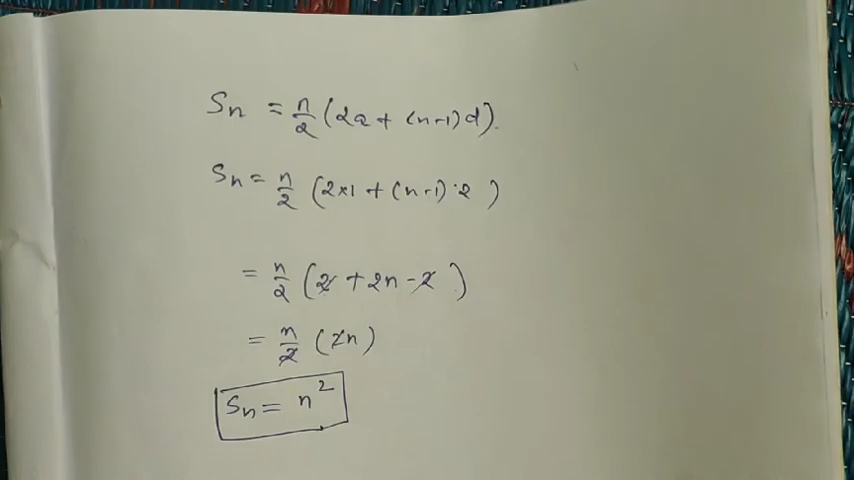 Sn = n/2 (2a + (n-1)d).
Sn = n/2 (2×1 + (n-1)·2 )
= n/2 (2 + 2n - 2 )
= n/2 (2n)
Sn = n²